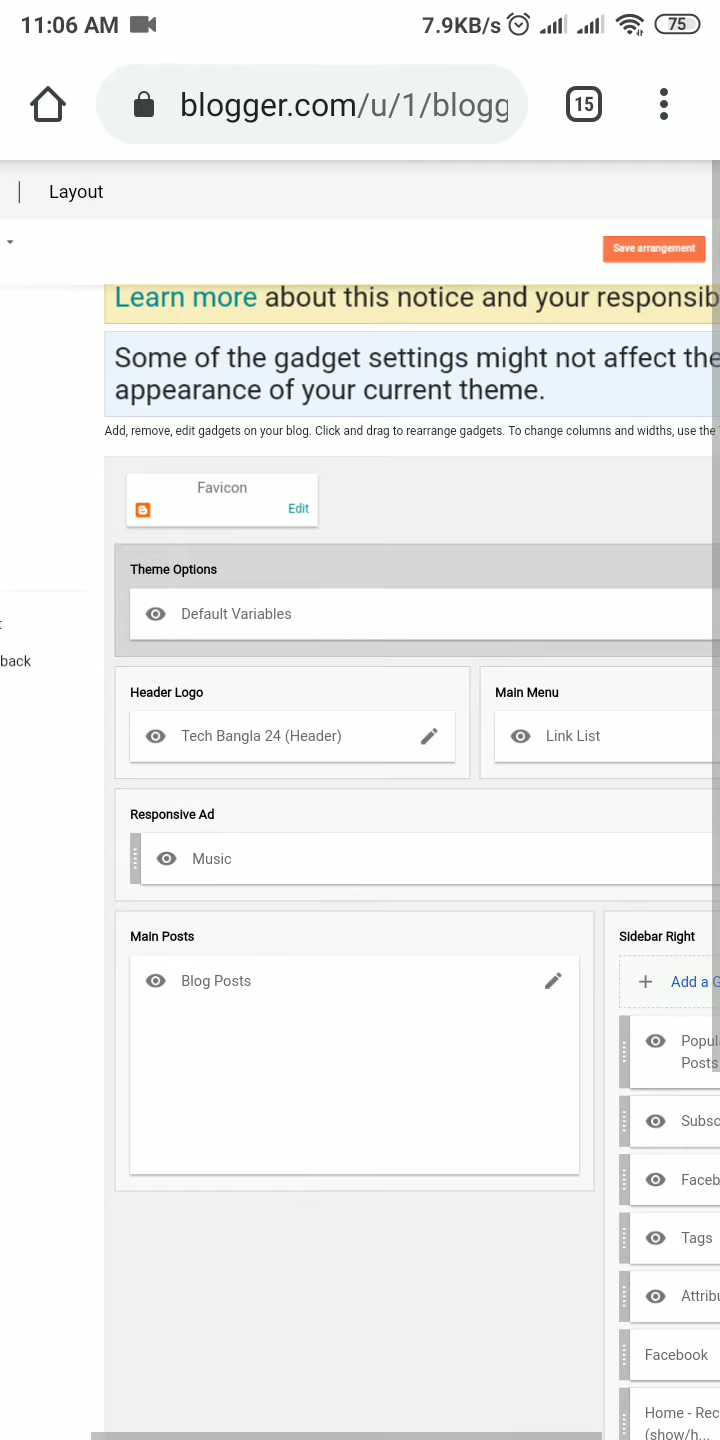 11:06 AM
7.9KB/s
75
blogger.com/u/1/blogg
15
Layout
Save arrangement
Learn more about this notice and your responsib
Some of the gadget settings might not affect the
appearance of your current theme.
Add, remove, edit gadgets on your blog. Click and drag to rearrange gadgets. To change columns and widths, use the
Favicon
Edit
Theme Options
Default Variables
back
Header Logo
Main Menu
Tech Bangla 24 (Header)
Link List
Responsive Ad
Music
Main Posts
Sidebar Right
Blog Posts
Add a G
Popul
Posts
Subsc
Faceb
Tags
Attribu
Facebook
Home - Rec
(show/h...